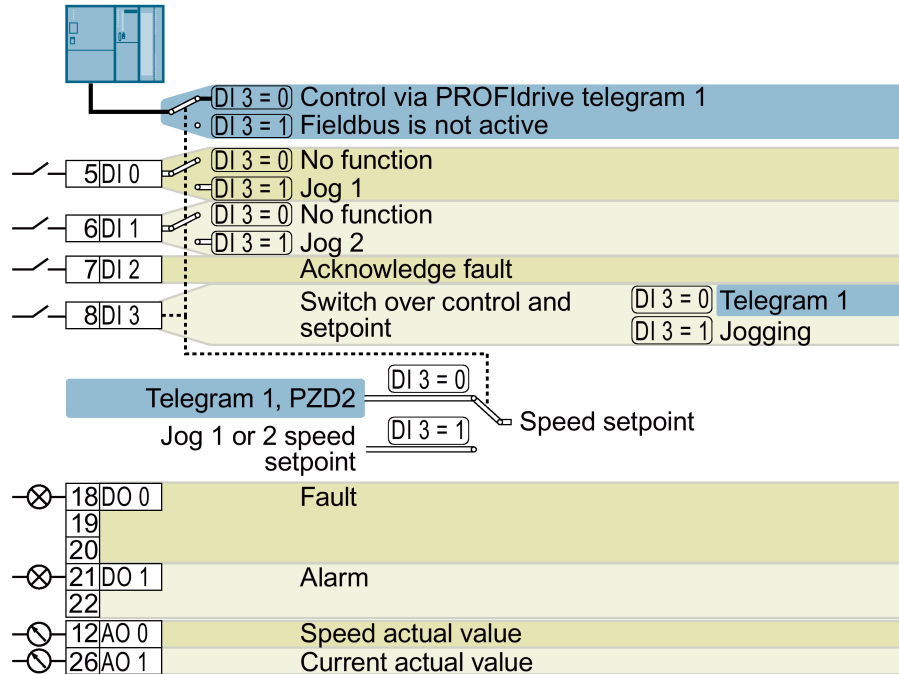 DI 3 = 0 Control via PROFIdrive telegram 1
DI 3 = 1 Fieldbus is not active
5 DI 0 DI 3 = 0 No function
DI 3 = 1 Jog 1
6 DI 1 DI 3 = 0 No function
DI 3 = 1 Jog 2
7 DI 2 Acknowledge fault
8 DI 3 Switch over control and setpoint DI 3 = 0 Telegram 1
DI 3 = 1 Jogging
Telegram 1, PZD2 DI 3 = 0
Speed setpoint
Jog 1 or 2 speed DI 3 = 1
setpoint
18 DO 0 Fault
19
20
21 DO 1 Alarm
22
12 AO 0 Speed actual value
26 AO 1 Current actual value